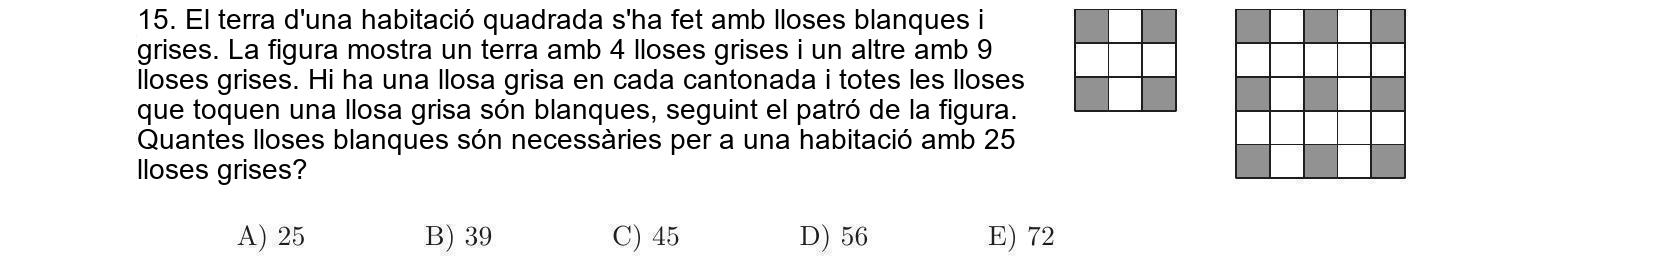 15. El terra d'una habitació quadrada s'ha fet amb lloses blanques i
grises. La figura mostra un terra amb 4 lloses grises i un altre amb 9
lloses grises. Hi ha una llosa grisa en cada cantonada i totes les lloses
que toquen una llosa grisa són blanques, seguint el patró de la figura.
Quantes lloses blanques són necessàries per a una habitació amb 25
lloses grises?
A) 25 B) 39 C) 45 D) 56 E) 72